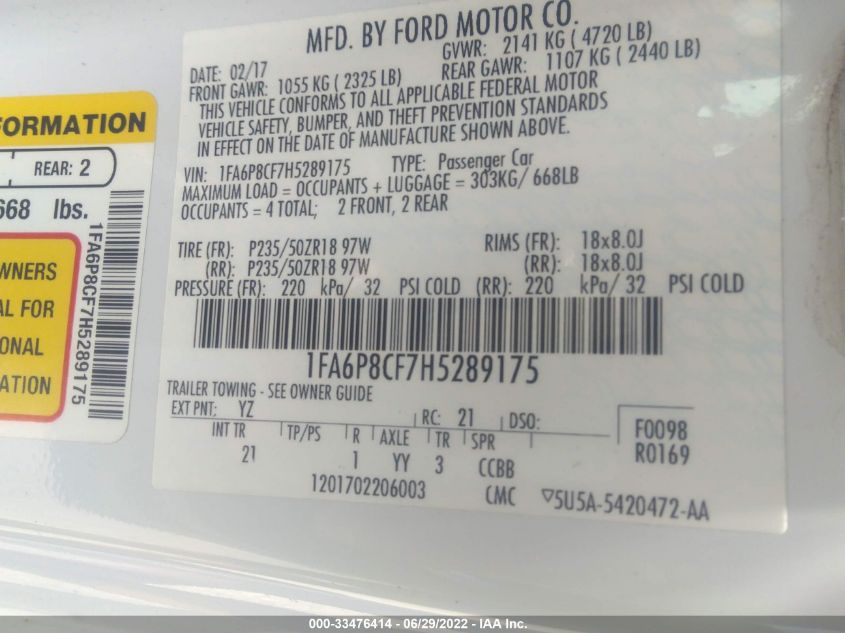 MFD. BY FORD MOTOR CO.
DATE: 02/17 GVWR: 2141 KG ( 4720 LB)
FRONT GAWR: 1055 KG ( 2325 LB) REAR GAWR: 1107 KG ( 2440 LB)
THIS VEHICLE CONFORMS TO ALL APPLICABLE FEDERAL MOTOR
VEHICLE SAFETY, BUMPER, AND THEFT PREVENTION STANDARDS
IN EFFECT ON THE DATE OF MANUFACTURE SHOWN ABOVE.
VIN: 1FA6P8CF7H5289175 TYPE: Passenger Car
MAXIMUM LOAD = OCCUPANTS + LUGGAGE = 303KG/ 668LB
OCCUPANTS = 4 TOTAL; 2 FRONT, 2 REAR
TIRE (FR): P235/50ZR18 97W RIMS (FR): 18x8.0J
(RR): P235/50ZR18 97W (RR): 18x8.0J
PRESSURE (FR): 220 kPa/ 32 PSI COLD (RR): 220 kPa/ 32 PSI COLD
1FA6P8CF7H5289175
TRAILER TOWING - SEE OWNER GUIDE
EXT PNT: YZ RC: 21 DSO:
INT TR TP/PS R AXLE TR SPR
21 1 YY 3 CCBB
F0098
R0169
1201702206003 CMC ▽5U5A-5420472-AA
FORMATION
REAR: 2
668 lbs.
WNERS
AL FOR
ONAL
ATION
1FA6P8CF7H5289175
000-33476414 - 06/29/2022 - IAA Inc.